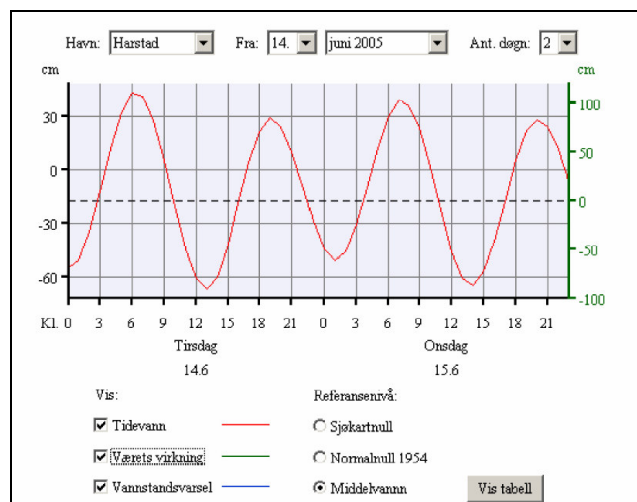 Havn: Harstad Fra: 14. juni 2005 Ant. døgn: 2
cm cm
30 0 -30 -60
100 50 0 -50 -100
Kl. 0 3 6 9 12 15 18 21 0 3 6 9 12 15 18 21
Tirsdag Onsdag
14.6 15.6
Vis: Referansenivå:
Tidevann Sjøkartnull
Værets virkning Normalnull 1954
Vannstandsvarsel Middelvannn Vis tabell